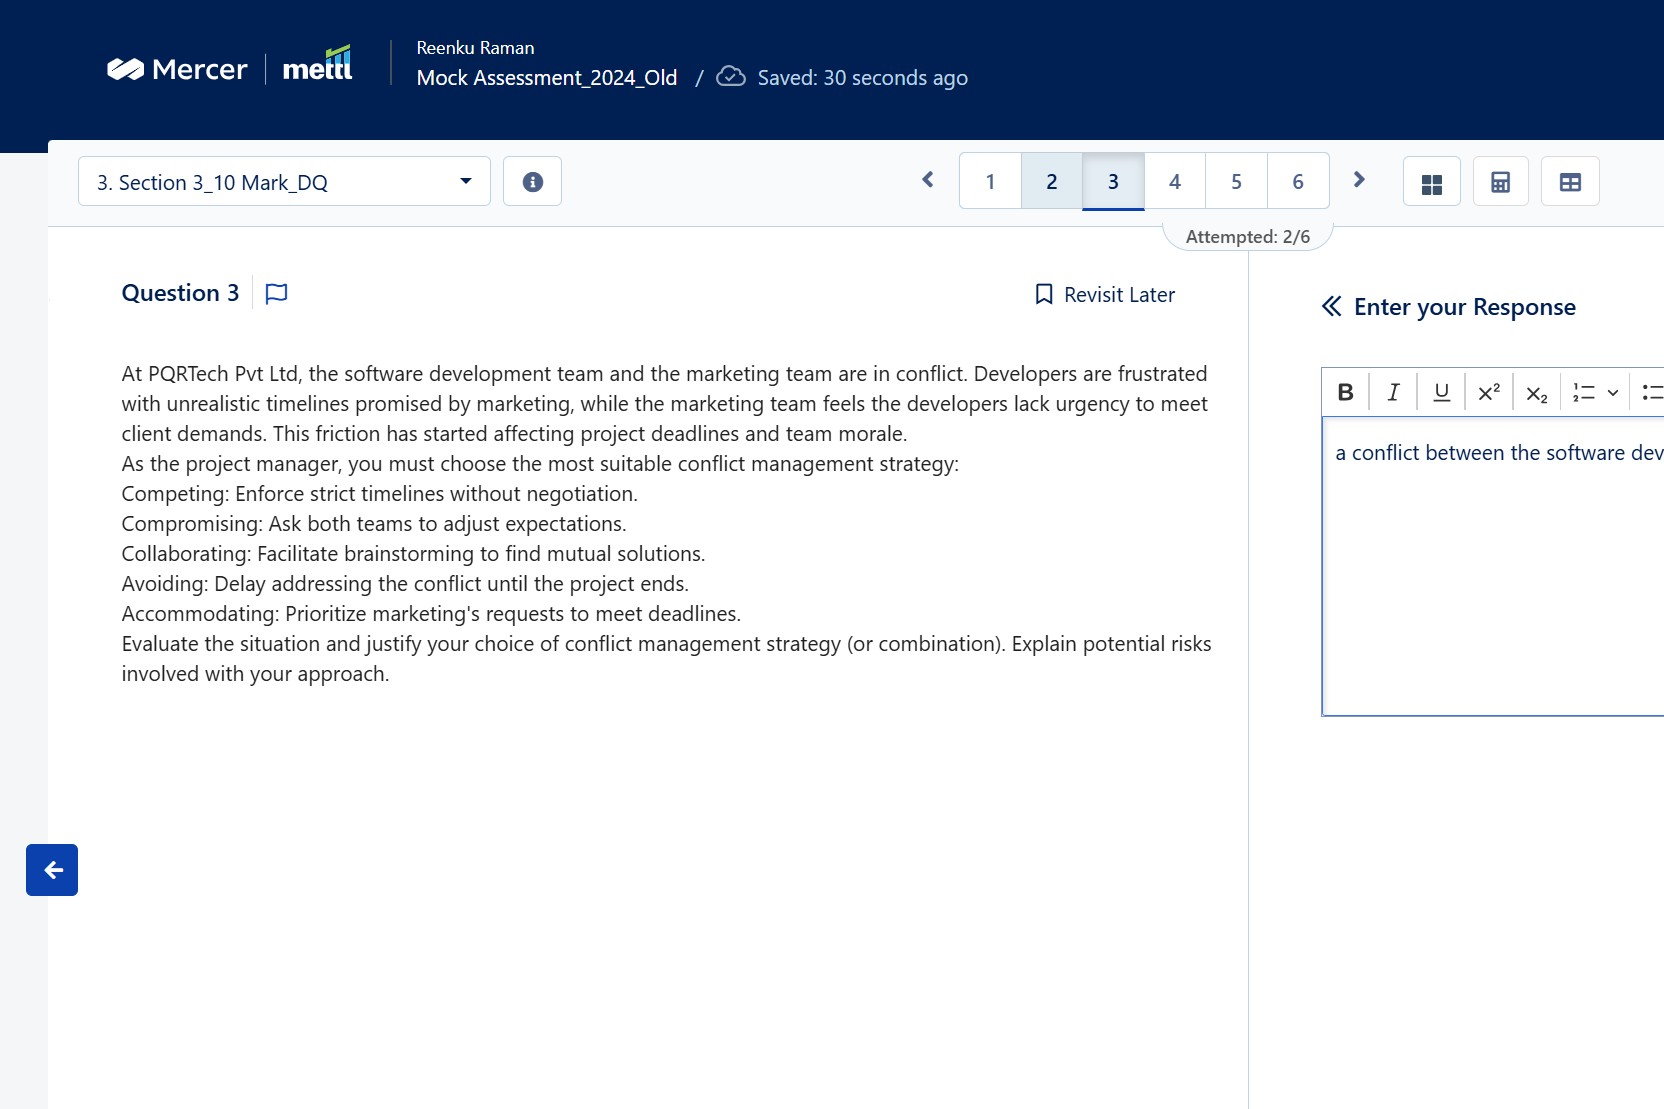 Mercer
mettl
Reenku Raman
Mock Assessment_2024_Old / Saved: 30 seconds ago
3. Section 3_10 Mark_DQ
1 2 3 4 5 6
Attempted: 2/6
Question 3
Revisit Later
At PQRTech Pvt Ltd, the software development team and the marketing team are in conflict. Developers are frustrated
with unrealistic timelines promised by marketing, while the marketing team feels the developers lack urgency to meet
client demands. This friction has started affecting project deadlines and team morale.
As the project manager, you must choose the most suitable conflict management strategy:
Competing: Enforce strict timelines without negotiation.
Compromising: Ask both teams to adjust expectations.
Collaborating: Facilitate brainstorming to find mutual solutions.
Avoiding: Delay addressing the conflict until the project ends.
Accommodating: Prioritize marketing's requests to meet deadlines.
Evaluate the situation and justify your choice of conflict management strategy (or combination). Explain potential risks
involved with your approach.
Enter your Response
B I U x² x₂
a conflict between the software dev